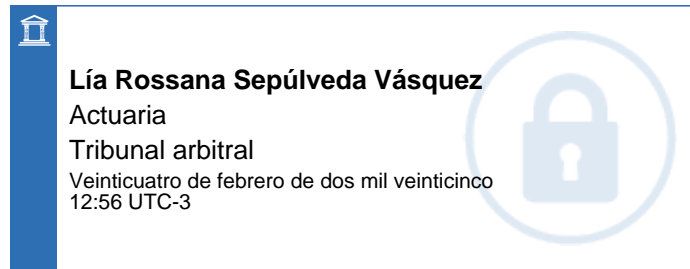 Lía Rossana Sepúlveda Vásquez
Actuaria
Tribunal arbitral
Veinticuatro de febrero de dos mil veinticinco
12:56 UTC-3